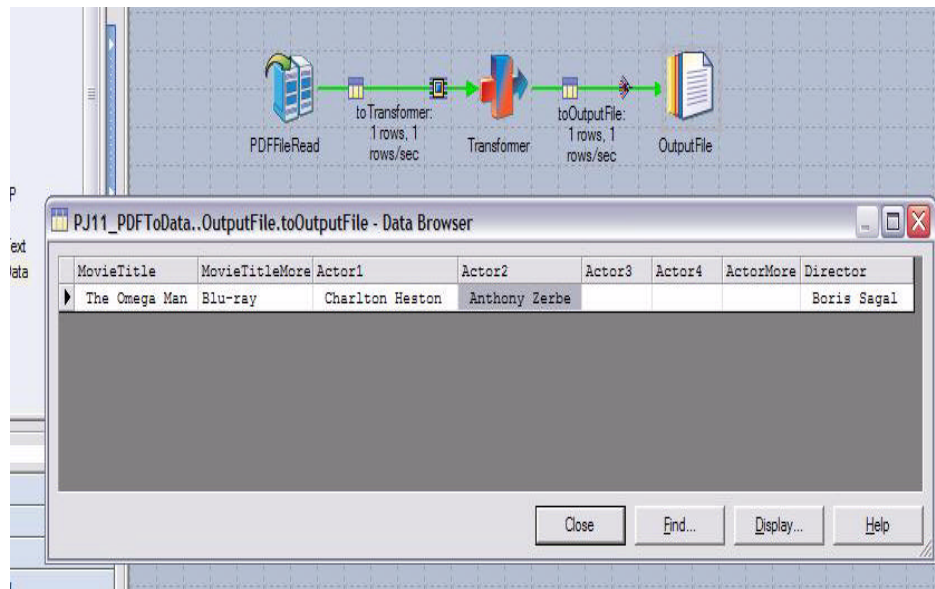 toTransformer:
1 rows, 1
rows/sec
toOutputFile:
1 rows, 1
rows/sec
PDFFileRead
Transformer
OutputFile
P
ext
ata
PJ11_PDFToData..OutputFile.toOutputFile - Data Browser
MovieTitle MovieTitleMore Actor1 Actor2 Actor3 Actor4 ActorMore Director
The Omega Man Blu-ray Charlton Heston Anthony Zerbe Boris Sagal
Close Find... Display... Help